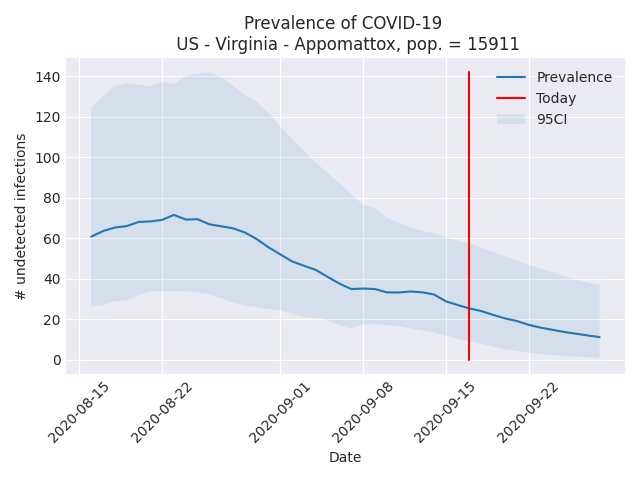 Prevalence of COVID-19
US - Virginia - Appomattox, pop. = 15911
Prevalence
Today
95CI
# undetected infections
140
120
100
80
60
40
20
0
2020-08-15
2020-08-22
2020-09-01
2020-09-08
2020-09-15
2020-09-22
Date